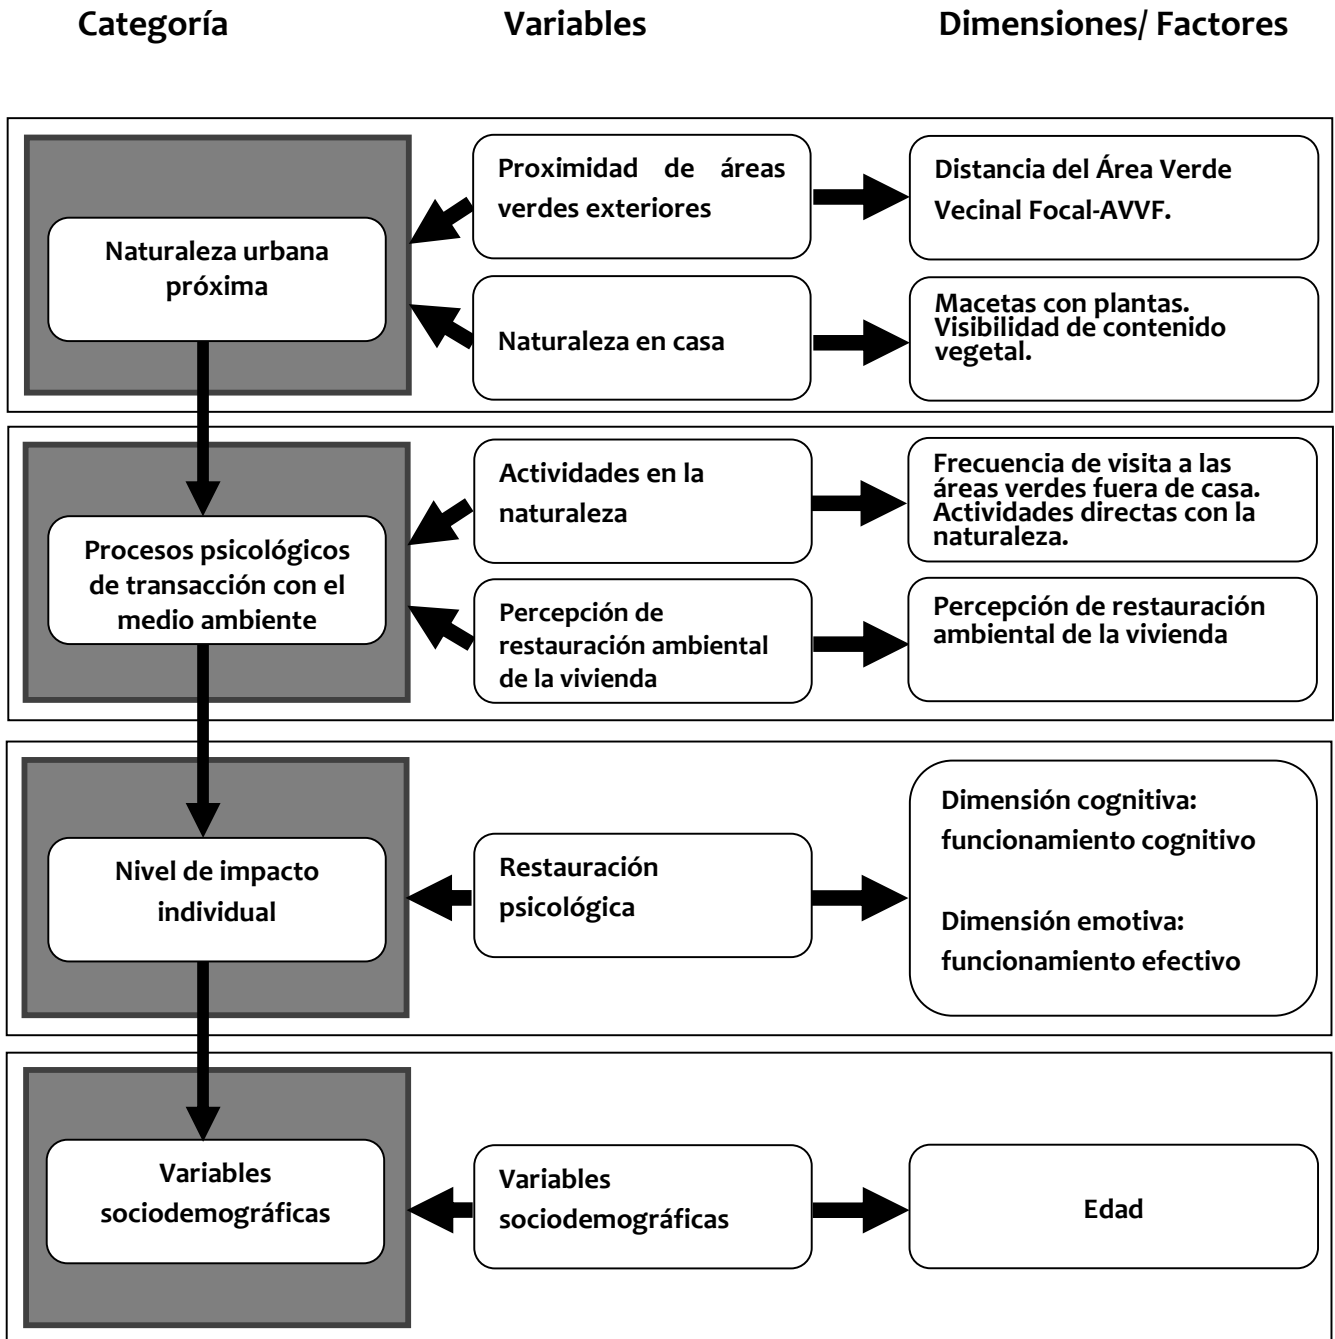 Categoría
Variables
Dimensiones/ Factores
Naturaleza urbana
próxima
Proximidad de áreas
verdes exteriores
Distancia del Área Verde
Vecinal Focal-AVVF.
Naturaleza en casa
Macetas con plantas.
Visibilidad de contenido
vegetal.
Procesos psicológicos
de transacción con el
medio ambiente
Actividades en la
naturaleza
Frecuencia de visita a las
áreas verdes fuera de casa.
Actividades directas con la
naturaleza.
Percepción de
restauración ambiental
de la vivienda
Percepción de restauración
ambiental de la vivienda
Nivel de impacto
individual
Restauración
psicológica
Dimensión cognitiva:
funcionamiento cognitivo
Dimensión emotiva:
funcionamiento efectivo
Variables
sociodemográficas
Variables
sociodemográficas
Edad